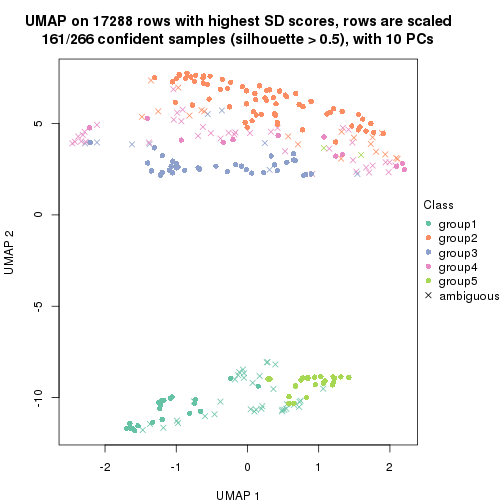 UMAP on 17288 rows with highest SD scores, rows are scaled
161/266 confident samples (silhouette > 0.5), with 10 PCs
5
0
-5
-10
UMAP 2
-2
-1
0
1
2
UMAP 1
Class
group1
group2
group3
group4
group5
ambiguous